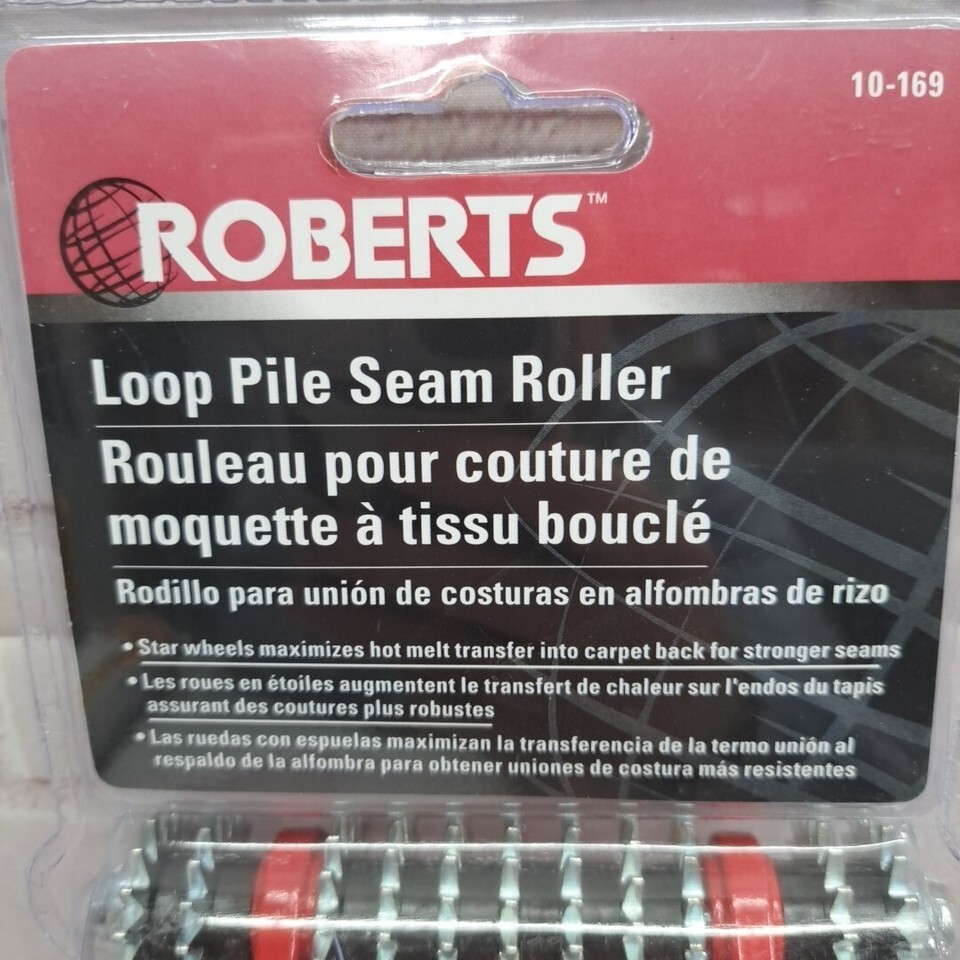 10-169
ROBERTS™
Loop Pile Seam Roller
Rouleau pour couture de
moquette à tissu bouclé
Rodillo para unión de costuras en alfombras de rizo
• Star wheels maximizes hot melt transfer into carpet back for stronger seams
• Les roues en étoiles augmentent le transfert de chaleur sur l'endos du tapis
assurant des coutures plus robustes
• Las ruedas con espuelas maximizan la transferencia de la termo unión al
respaldo de la alfombra para obtener uniones de costura más resistentes